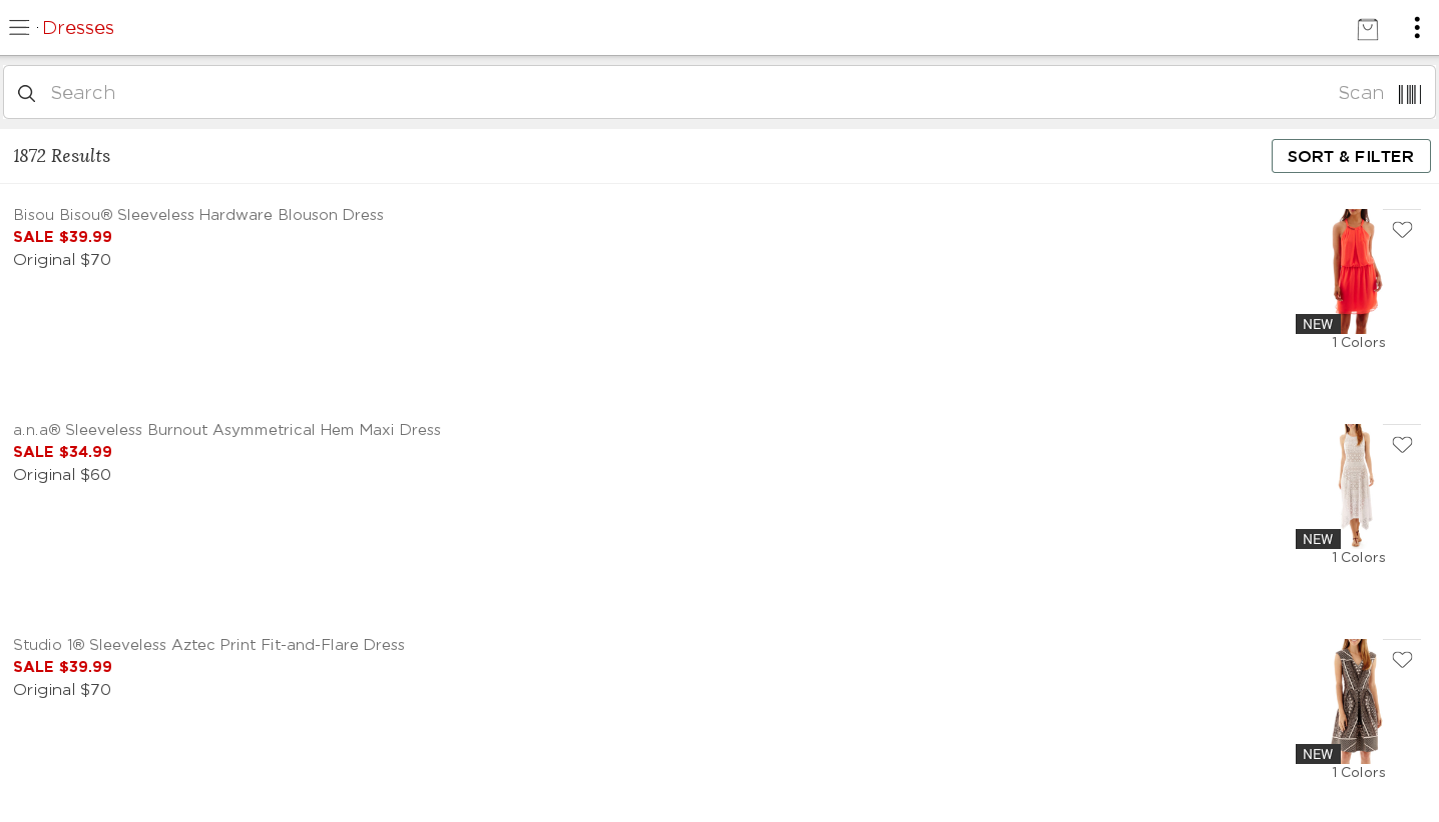 Dresses
Search
Scan
1872 Results
SORT & FILTER
Bisou Bisou® Sleeveless Hardware Blouson Dress
SALE $39.99
Original $70
NEW
1 Colors
a.n.a® Sleeveless Burnout Asymmetrical Hem Maxi Dress
SALE $34.99
Original $60
NEW
1 Colors
Studio 1® Sleeveless Aztec Print Fit-and-Flare Dress
SALE $39.99
Original $70
NEW
1 Colors